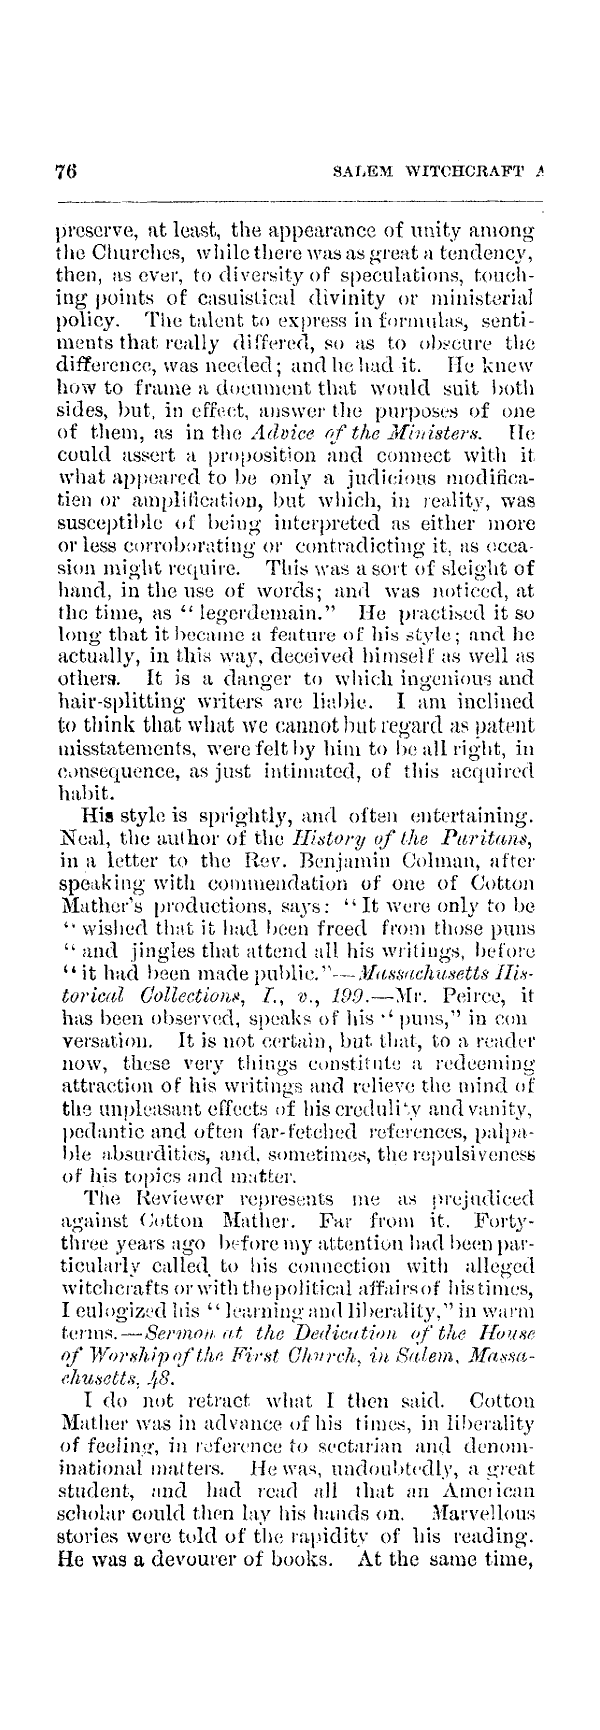 76 SALEM WITCHCRAFT A
preserve, at least, the appearance of unity among
the Churches, while there was as great a tendency,
then, as ever, to diversity of speculations, touch-
ing points of casuistical divinity or ministerial
policy. The talent to express in formulas, senti-
ments that really differed, so as to obscure the
difference, was needed; and he had it. He knew
how to frame a document that would suit both
sides, but, in effect, answer the purposes of one
of them, as in the Advice of the Ministers. He
could assert a proposition and connect with it
what appeared to be only a judicious modifica-
tien or amplification, but which, in reality, was
susceptible of being interpreted as either more
or less corroborating or contradicting it, as occa-
sion might require. This was a sort of sleight of
hand, in the use of words; and was noticed, at
the time, as “ legerdemain.” He practised it so
long that it became a feature of his style; and he
actually, in this way, deceived himself as well as
others. It is a danger to which ingenious and
hair-splitting writers are liable. I am inclined
to think that what we cannot but regard as patent
misstatements, were felt by him to be all right, in
consequence, as just intimated, of this acquired
habit.
His style is sprightly, and often entertaining.
Neal, the author of the History of the Puritans,
in a letter to the Rev. Benjamin Colman, after
speaking with commendation of one of Cotton
Mather's productions, says: “It were only to be
“ wished that it had been freed from those puns
“ and jingles that attend all his writings, before
“ it had been made public.”—Massachusetts His-
torical Collections, I., v., 199.—Mr. Peirce, it
has been observed, speaks of his “ puns,” in con
versation. It is not certain, but that, to a reader
now, these very things constitute a redeeming
attraction of his writings and relieve the mind of
the unpleasant effects of his credulity and vanity,
pedantic and often far-fetched references, palpa-
ble absurdities, and, sometimes, the repulsiveness
of his topics and matter.
The Reviewer represents me as prejudiced
against Cotton Mather. Far from it. Forty-
three years ago before my attention had been par-
ticularly called to his connection with alleged
witchcrafts or with the political affairs of his times,
I eulogized his “ learning and liberality,” in warm
terms.—Sermon at the Dedication of the House
of Worship of the First Church, in Salem, Massa-
chusetts, 48.
I do not retract what I then said. Cotton
Mather was in advance of his times, in liberality
of feeling, in reference to sectarian and denom-
inational matters. He was, undoubtedly, a great
student, and had read all that an American
scholar could then lay his hands on. Marvellous
stories were told of the rapidity of his reading.
He was a devourer of books. At the same time,